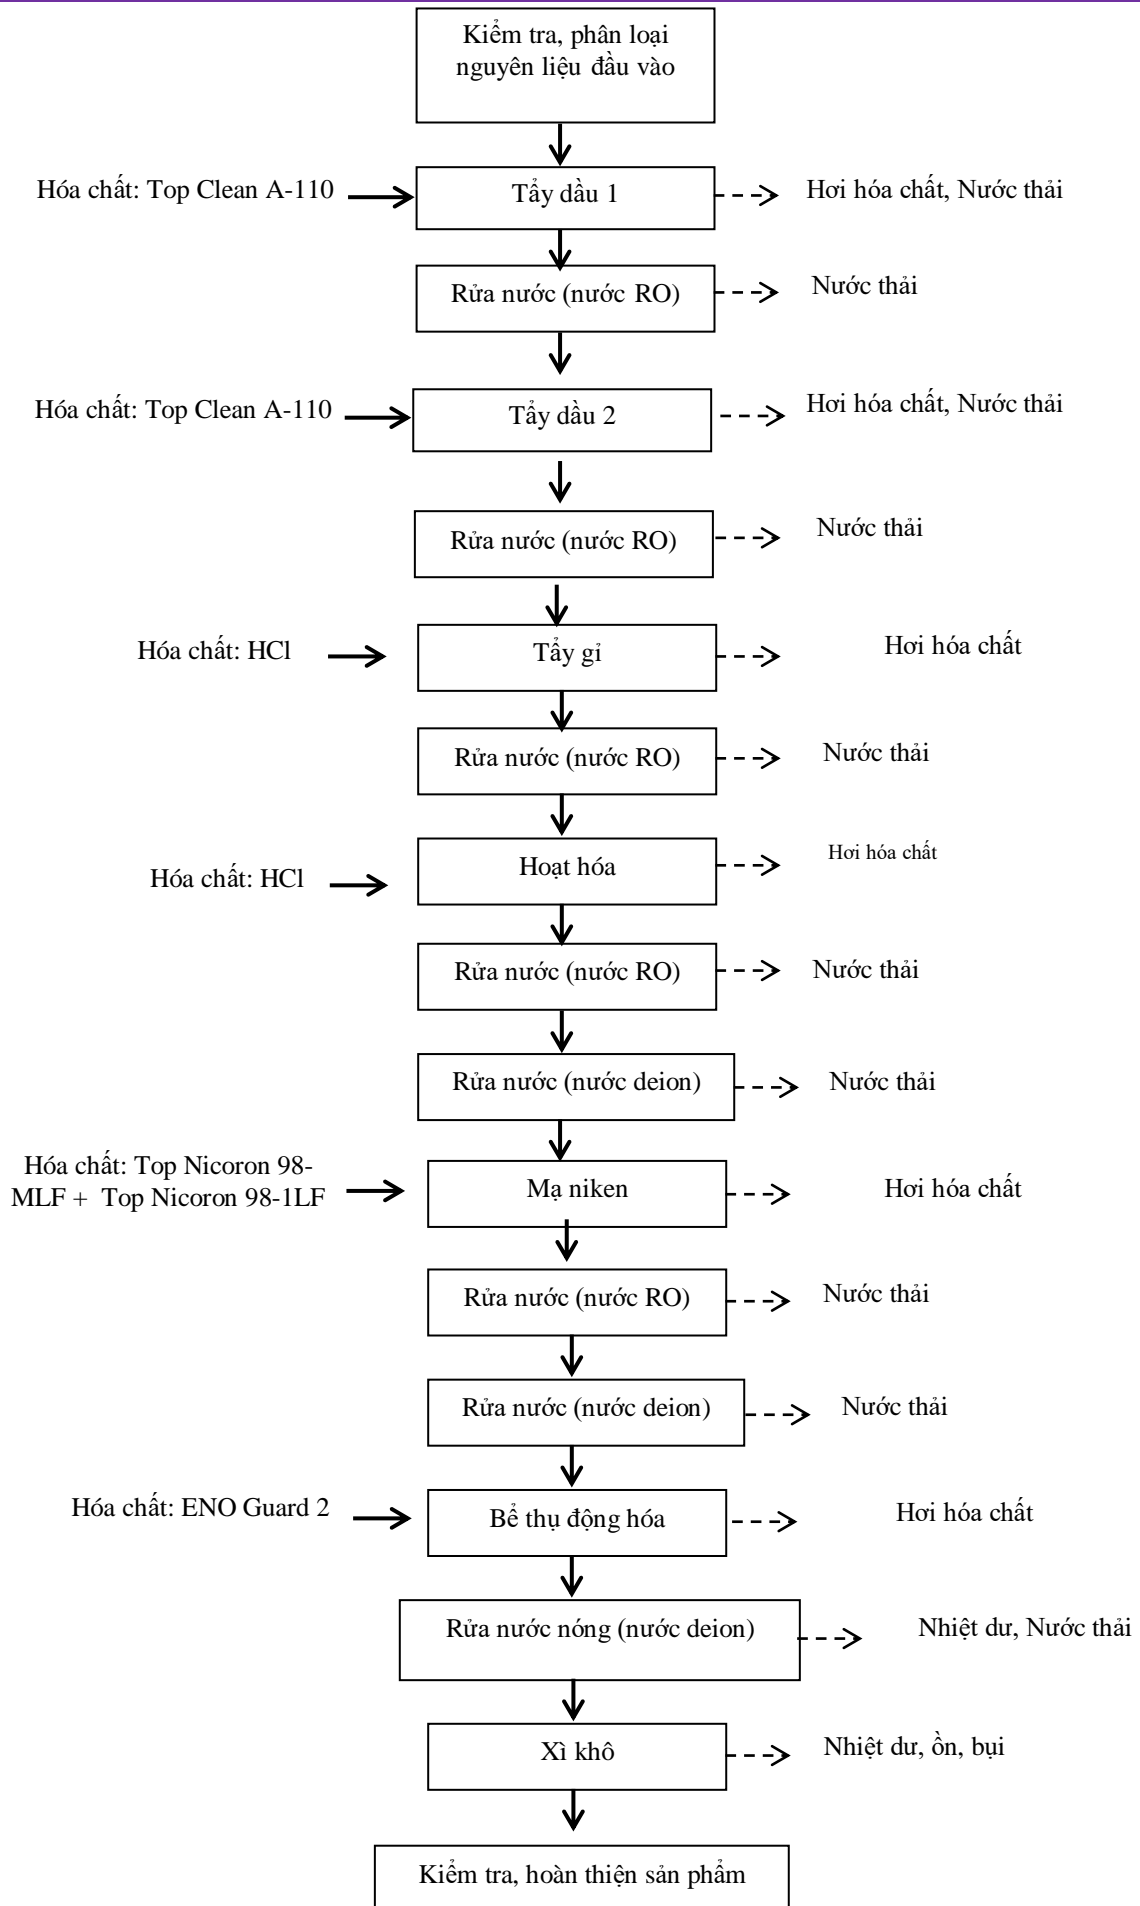 Kiểm tra, phân loại
nguyên liệu đầu vào
Hóa chất: Top Clean A-110
Tẩy dầu 1
Hơi hóa chất, Nước thải
Rửa nước (nước RO)
Nước thải
Hóa chất: Top Clean A-110
Tẩy dầu 2
Hơi hóa chất, Nước thải
Rửa nước (nước RO)
Nước thải
Hóa chất: HCl
Tẩy gỉ
Hơi hóa chất
Rửa nước (nước RO)
Nước thải
Hóa chất: HCl
Hoạt hóa
Hơi hóa chất
Rửa nước (nước RO)
Nước thải
Rửa nước (nước deion)
Nước thải
Hóa chất: Top Nicoron 98-
MLF + Top Nicoron 98-1LF
Mạ niken
Hơi hóa chất
Rửa nước (nước RO)
Nước thải
Rửa nước (nước deion)
Nước thải
Hóa chất: ENO Guard 2
Bể thụ động hóa
Hơi hóa chất
Rửa nước nóng (nước deion)
Nhiệt dư, Nước thải
Xì khô
Nhiệt dư, ồn, bụi
Kiểm tra, hoàn thiện sản phẩm